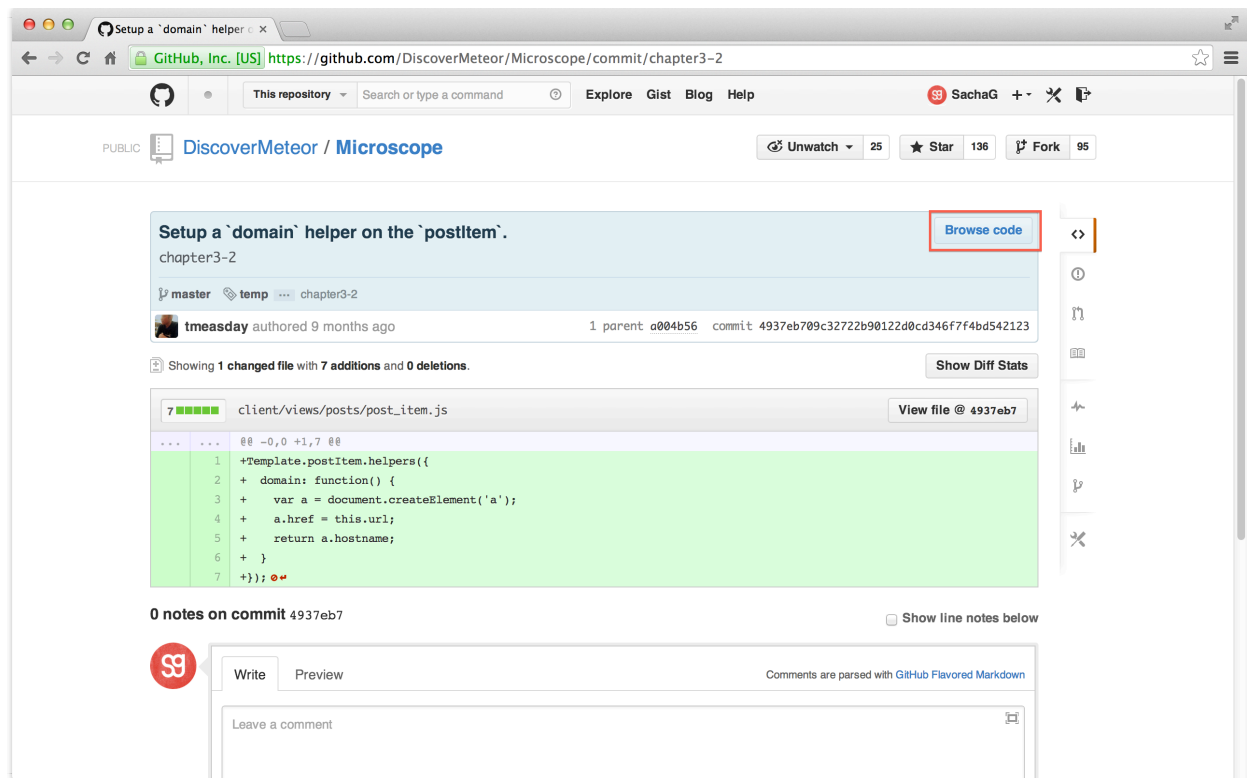 Setup a `domain` helper o
GitHub, Inc. [US] https://github.com/DiscoverMeteor/Microscope/commit/chapter3-2
This repository Search or type a command Explore Gist Blog Help SachaG
PUBLIC DiscoverMeteor / Microscope Unwatch 25 Star 136 Fork 95
Setup a `domain` helper on the `postItem`. Browse code
chapter3-2
master temp ... chapter3-2
tmeasday authored 9 months ago 1 parent a004b56 commit 4937eb709c32722b90122d0cd346f7f4bd542123
Showing 1 changed file with 7 additions and 0 deletions. Show Diff Stats
7 client/views/posts/post_item.js View file @ 4937eb7
... ... @@ -0,0 +1,7 @@
1 +Template.postItem.helpers({
2 +  domain: function() {
3 +    var a = document.createElement('a');
4 +    a.href = this.url;
5 +    return a.hostname;
6 +  }
7 +});
0 notes on commit 4937eb7 Show line notes below
Write Preview Comments are parsed with GitHub Flavored Markdown
Leave a comment